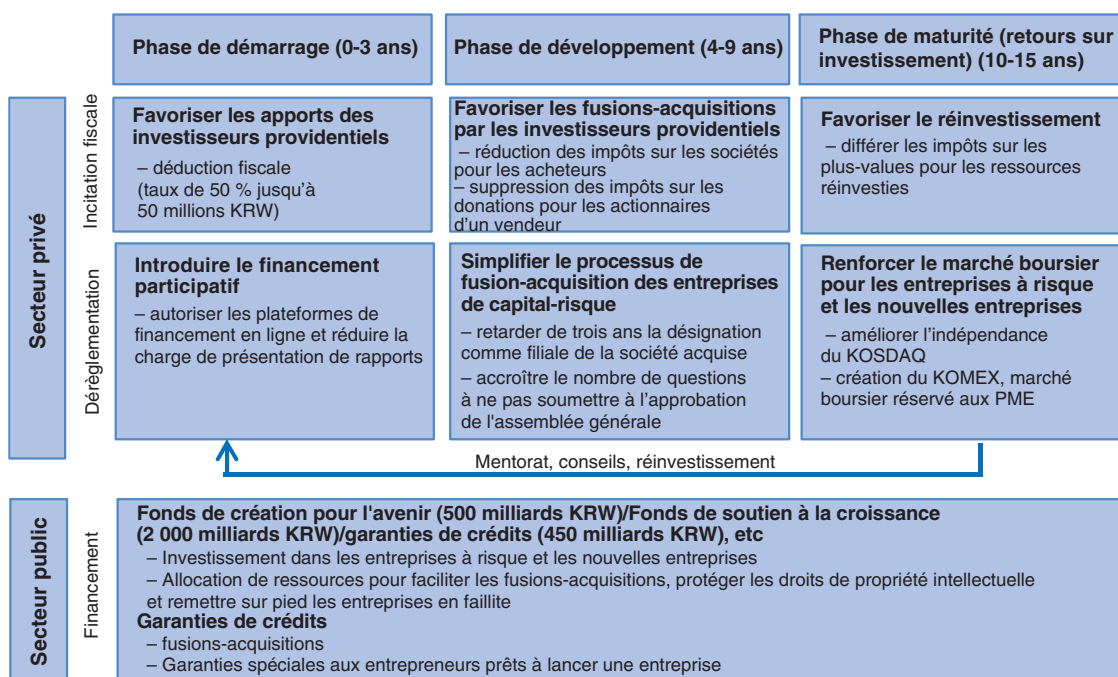 Phase de démarrage (0-3 ans)
Phase de développement (4-9 ans)
Phase de maturité (retours sur
investissement) (10-15 ans)
Secteur privé
Incitation fiscale
Favoriser les apports des
investisseurs providentiels
– déduction fiscale
(taux de 50 % jusqu'à
50 millions KRW)
Favoriser les fusions-acquisitions
par les investisseurs providentiels
– réduction des impôts sur les sociétés
pour les acheteurs
– suppression des impôts sur les
donations pour les actionnaires
d'un vendeur
Favoriser le réinvestissement
– différer les impôts sur les
plus-values pour les ressources
réinvesties
Dérèglementation
Introduire le financement
participatif
– autoriser les plateformes de
financement en ligne et réduire la
charge de présentation de rapports
Simplifier le processus de
fusion-acquisition des entreprises
de capital-risque
– retarder de trois ans la désignation
comme filiale de la société acquise
– accroître le nombre de questions
à ne pas soumettre à l'approbation
de l'assemblée générale
Renforcer le marché boursier
pour les entreprises à risque
et les nouvelles entreprises
– améliorer l'indépendance
du KOSDAQ
– création du KOMEX, marché
boursier réservé aux PME
Mentorat, conseils, réinvestissement
Secteur public
Financement
Fonds de création pour l'avenir (500 milliards KRW)/Fonds de soutien à la croissance
(2 000 milliards KRW)/garanties de crédits (450 milliards KRW), etc
– Investissement dans les entreprises à risque et les nouvelles entreprises
– Allocation de ressources pour faciliter les fusions-acquisitions, protéger les droits de propriété intellectuelle
et remettre sur pied les entreprises en faillite
Garanties de crédits
– fusions-acquisitions
– Garanties spéciales aux entrepreneurs prêts à lancer une entreprise